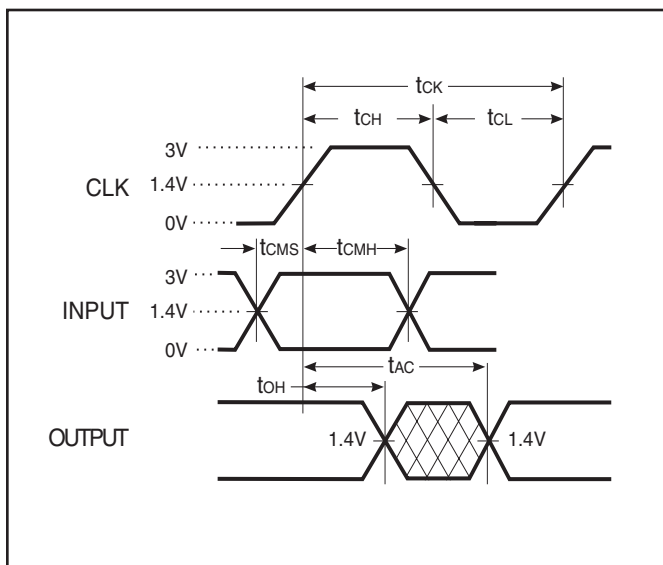 tCK
tCH tCL
3V
CLK 1.4V
0V
tCMS tCMH
3V
INPUT 1.4V
0V
tAC
tOH
OUTPUT 1.4V 1.4V